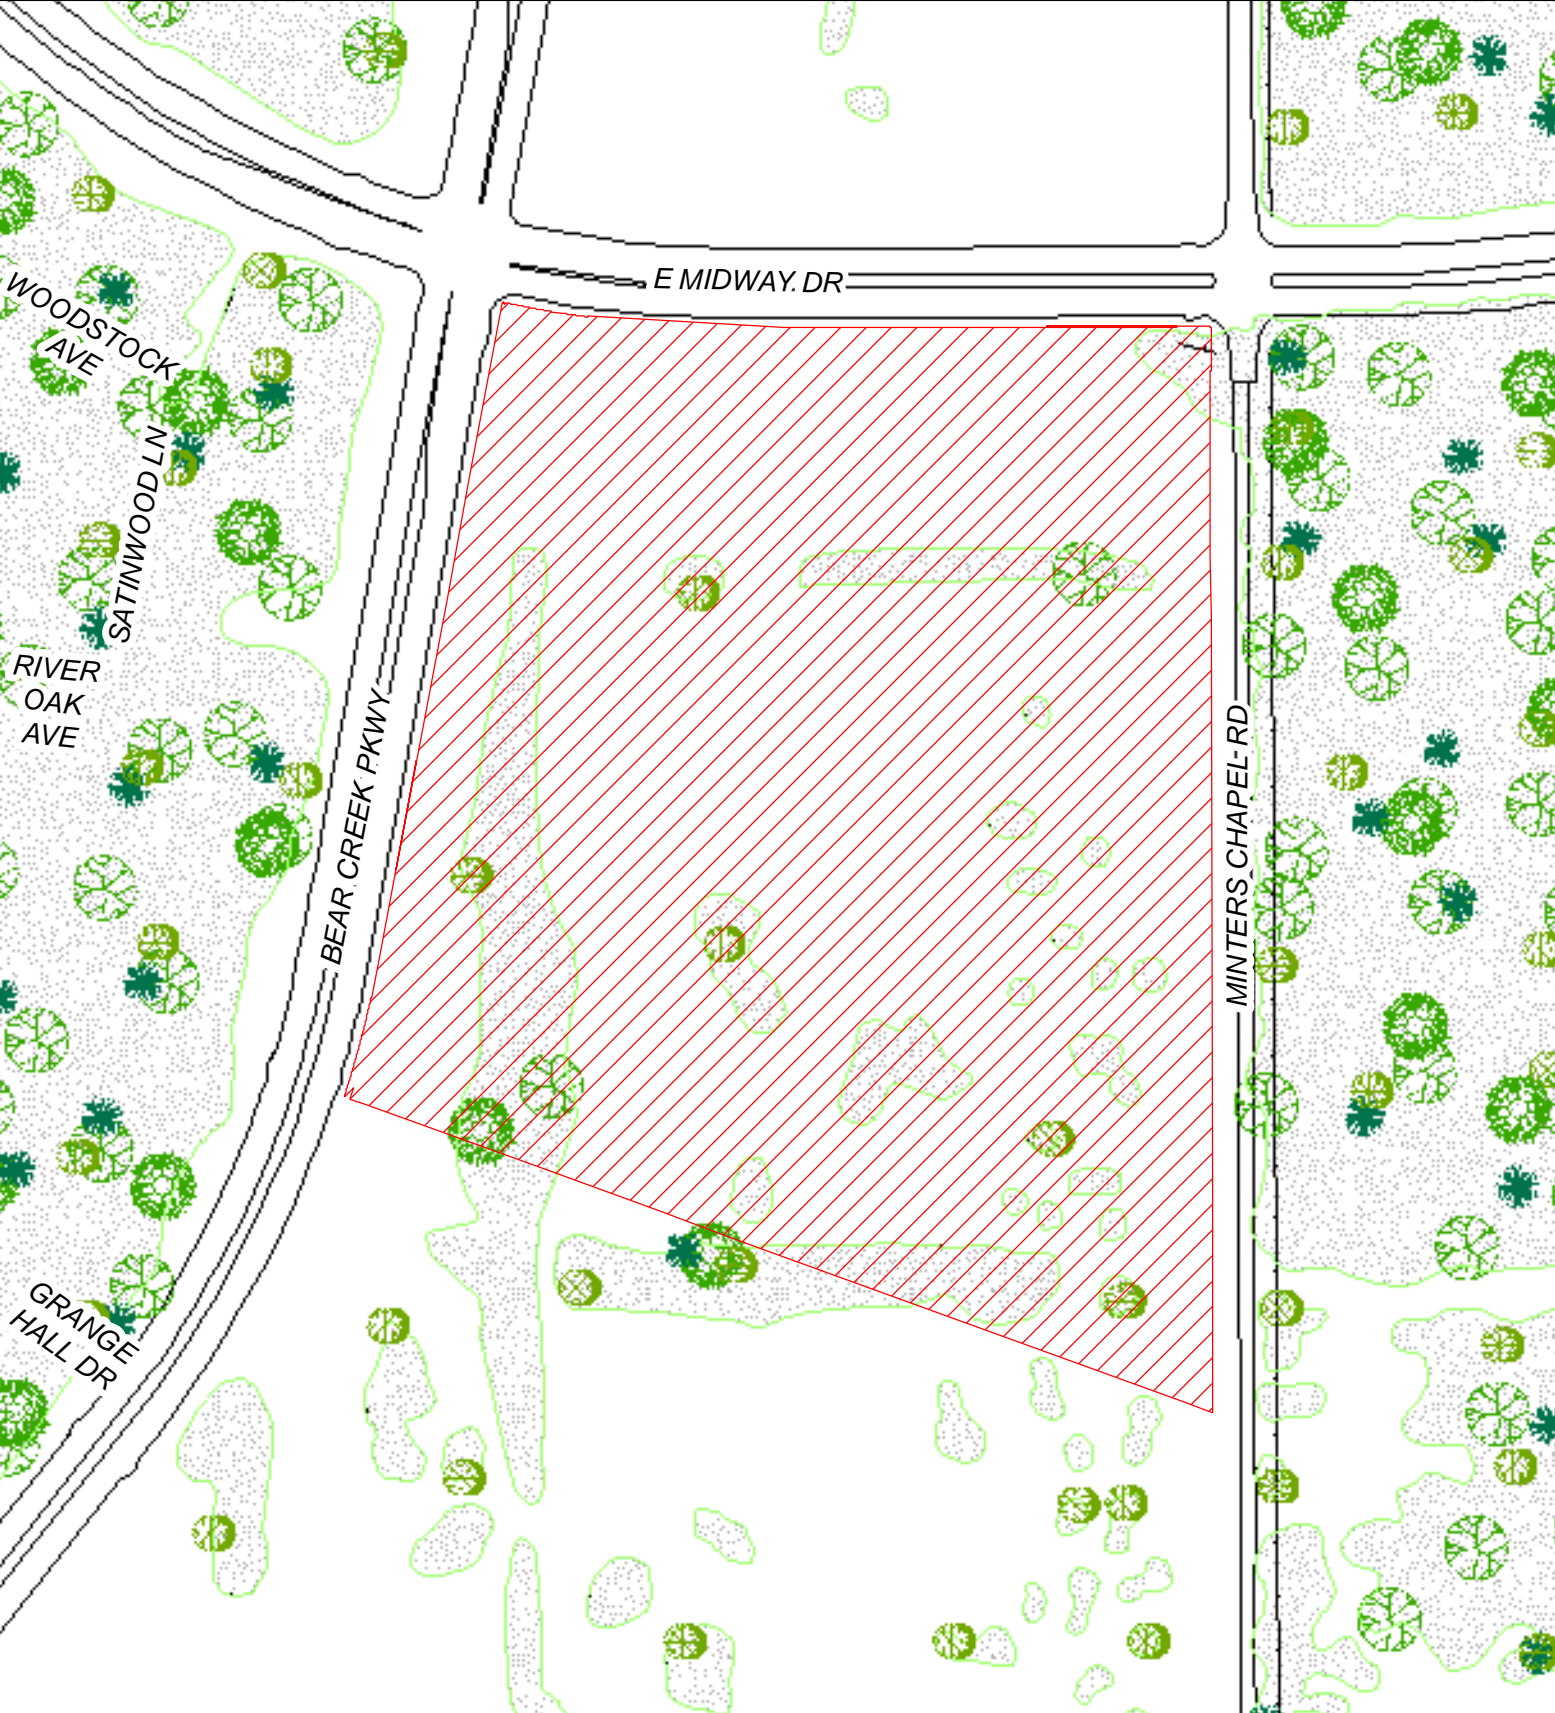 E MIDWAY. DR
WOODSTOCK
AVE
SATINWOOD LN
RIVER
OAK
AVE
BEAR CREEK PKWY
MINTERS CHAPEL RD
GRANGE
HALL DR